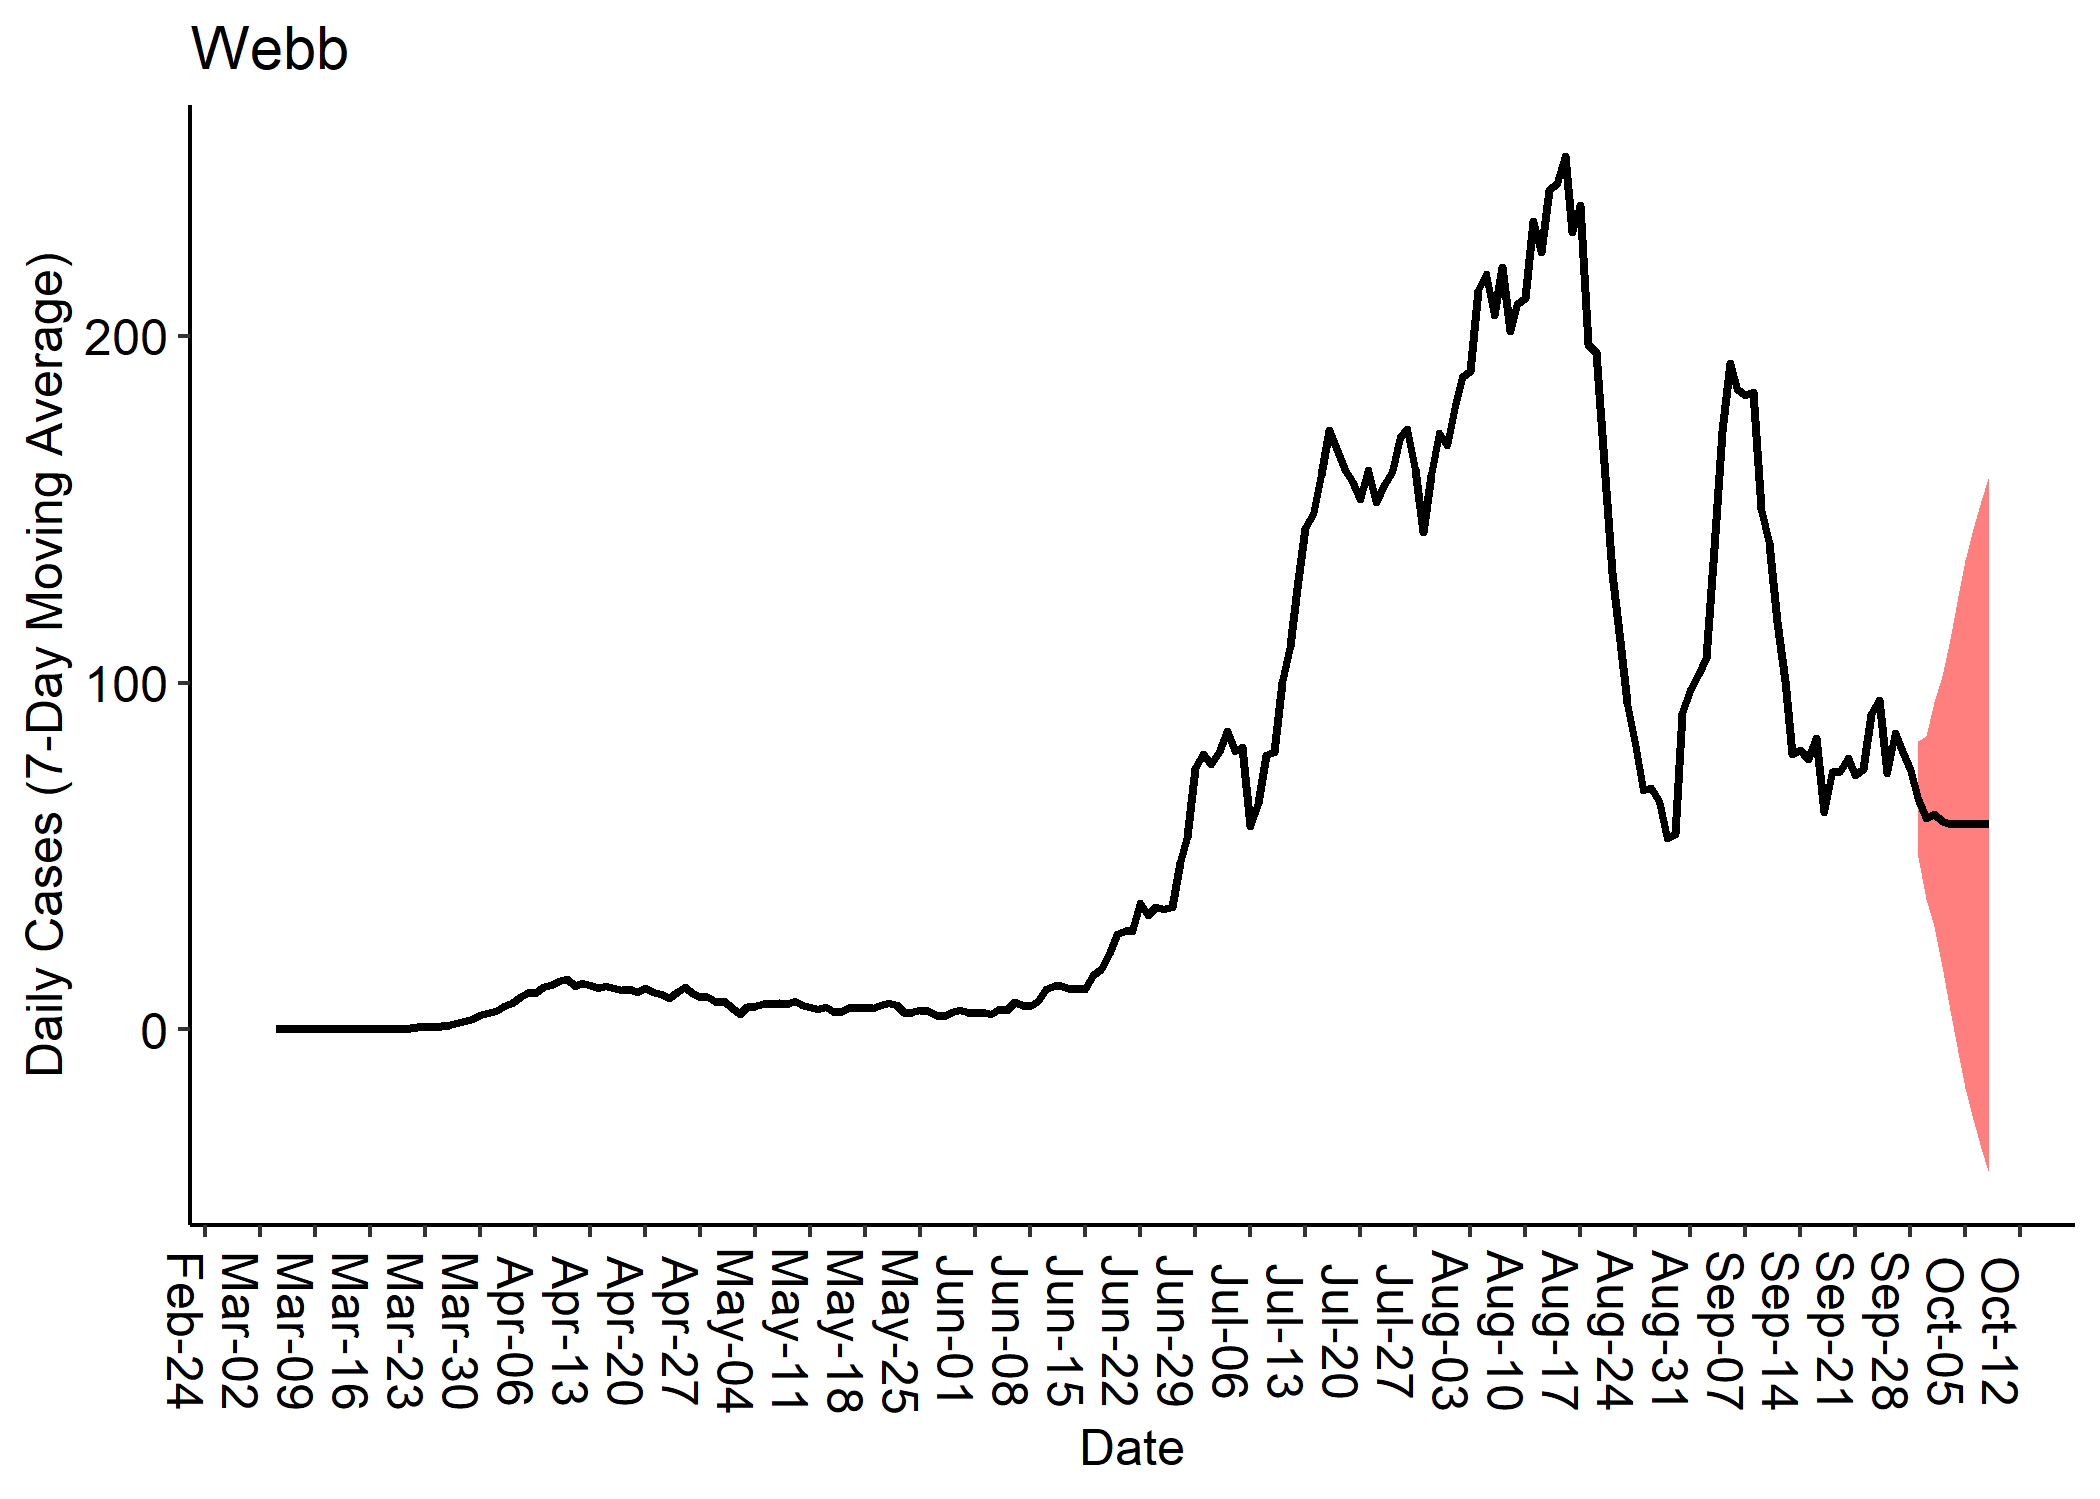 Webb
Daily Cases (7-Day Moving Average)
200
100
0
Feb-24
Mar-02
Mar-09
Mar-16
Mar-23
Mar-30
Apr-06
Apr-13
Apr-20
Apr-27
May-04
May-11
May-18
May-25
Jun-01
Jun-08
Jun-15
Jun-22
Jun-29
Jul-06
Jul-13
Jul-20
Jul-27
Aug-03
Aug-10
Aug-17
Aug-24
Aug-31
Sep-07
Sep-14
Sep-21
Sep-28
Oct-05
Oct-12
Date